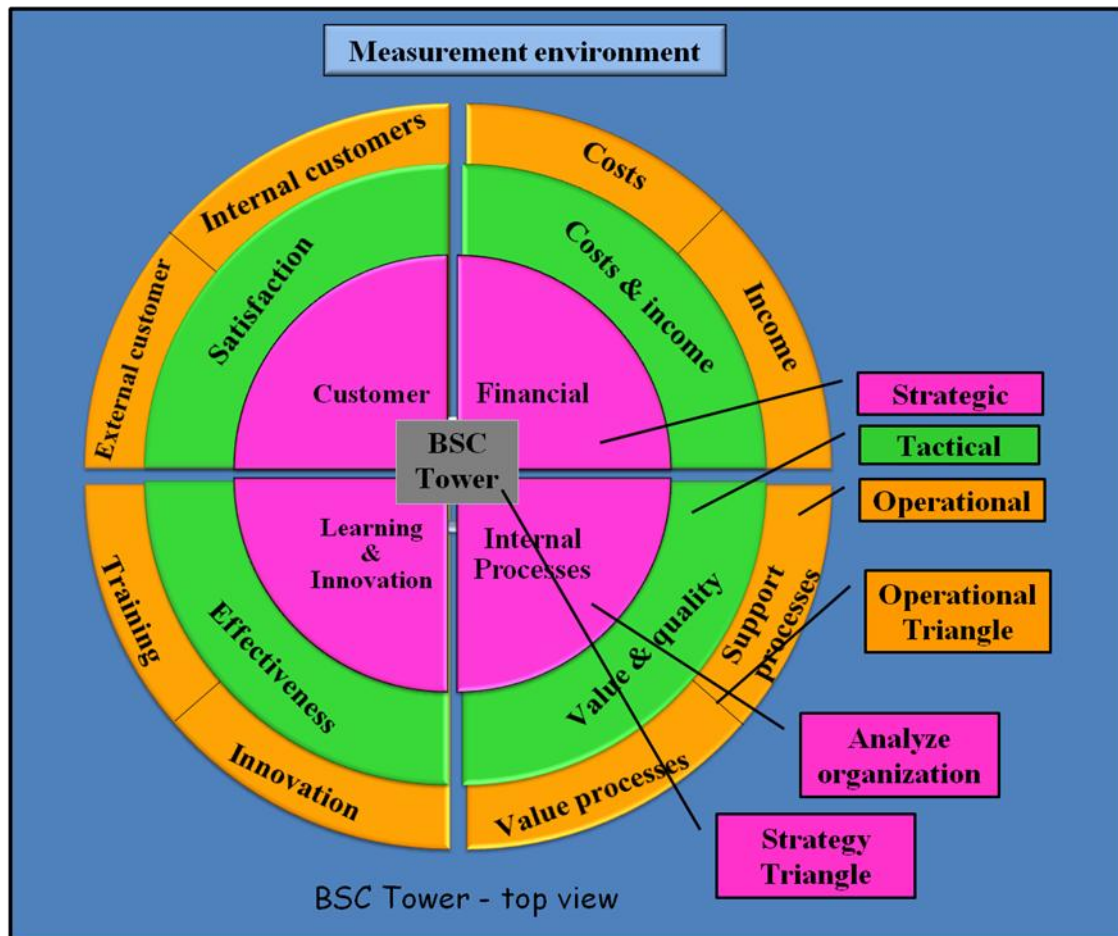 Measurement environment
Internal customers
External customer
Satisfaction
Customer
Costs
Income
Costs & income
Financial
BSC
Tower
Learning
&
Innovation
Internal
Processes
Training
Innovation
Effectiveness
Value & quality
Support
processes
Value processes
Strategic
Tactical
Operational
Operational
Triangle
Analyze
organization
Strategy
Triangle
BSC Tower - top view